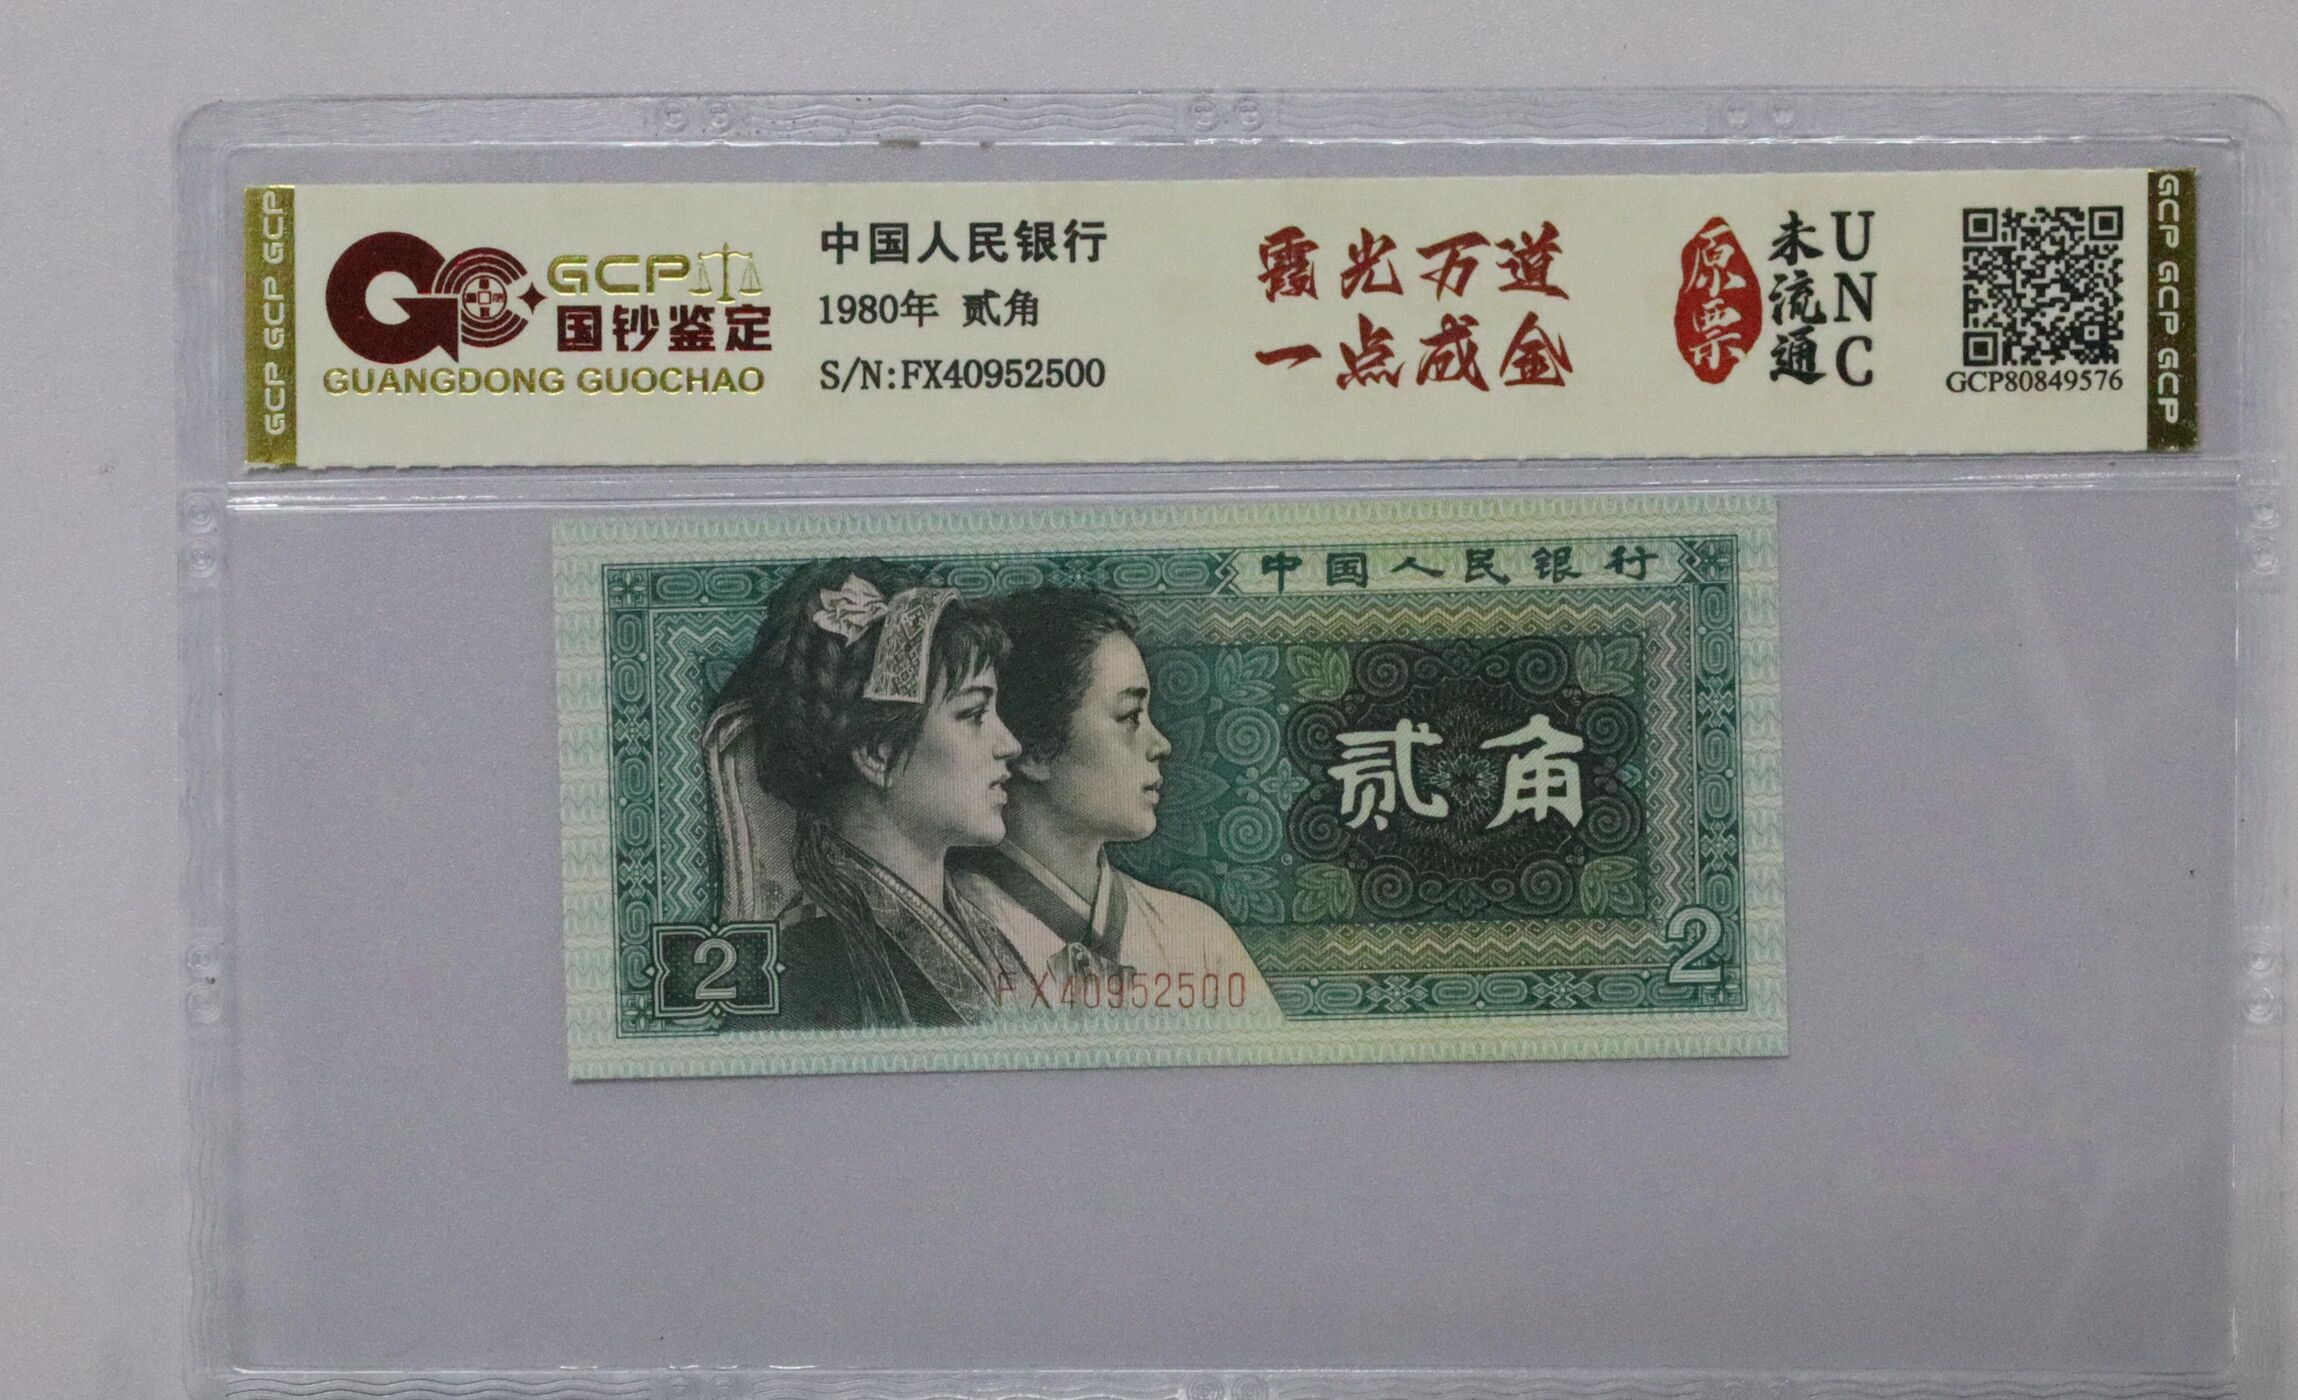 GCP GCP GCP
GCP
国钞鉴定
GUANGDONG GUOCHAO
中国人民银行
1980年 贰角
S/N:FX40952500
霞光万道
一点成金
原票
未流通
UNC
GCP80849576
GCP GCP GCP
中国人民银行
贰角
2
2
FX40952500